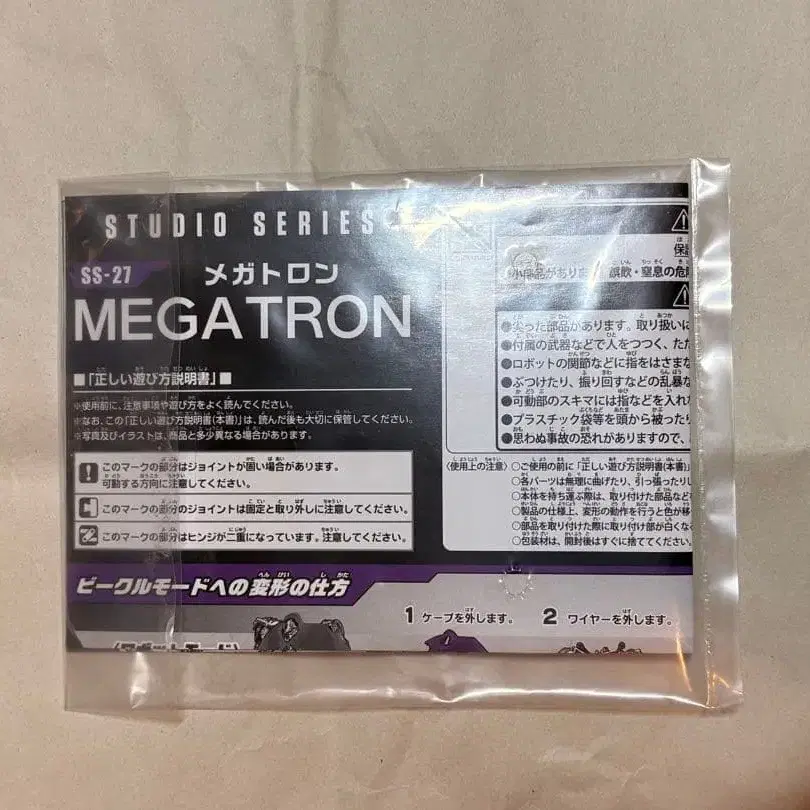 STUDIO SERIES
SS-27
メガトロン
MEGATRON
■「正しい遊び方説明書」■
※使用前に、注意事項や遊び方をよく読んでください。
※なお、この「正しい遊び方説明書(本書)」は、読んだ後も大切に保管してください。
※写真及びイラストは、商品と多少異なる場合があります。
このマークの部分はジョイントが固い場合があります。
可動する方向に注意してください。
このマークの部分のジョイントは固定と取り外しに注意してください。
このマークの部分はヒンジが二重になっています。注意してください。
保
小部品があります 誤飲・窒息の危
●尖った部品があります。取り扱いに
●付属の武器などで人をつつく、たた
●ロボットの関節などに指をはさまな
●ぶつけたり、振り回すなどの乱暴な
●可動部のスキマには指などを入れ
●プラスチック袋等を頭から被ったり
●思わぬ事故の恐れがありますので、
〈使用上の注意〉
○ご使用の前に「正しい遊び方説明書(本書)」
○各パーツは無理に曲げたり、引っ張ったりし
○本体を持ち運ぶ際は、取り付けた部品など
○製品の仕様上、変形の動作を行うと色が移
○部品を取り付けた際に取り付け部が白くな
○包装材は、開封後はすぐに捨ててください。
ビークルモードへの変形の仕方
1 ケープを外します。
2 ワイヤーを外します。